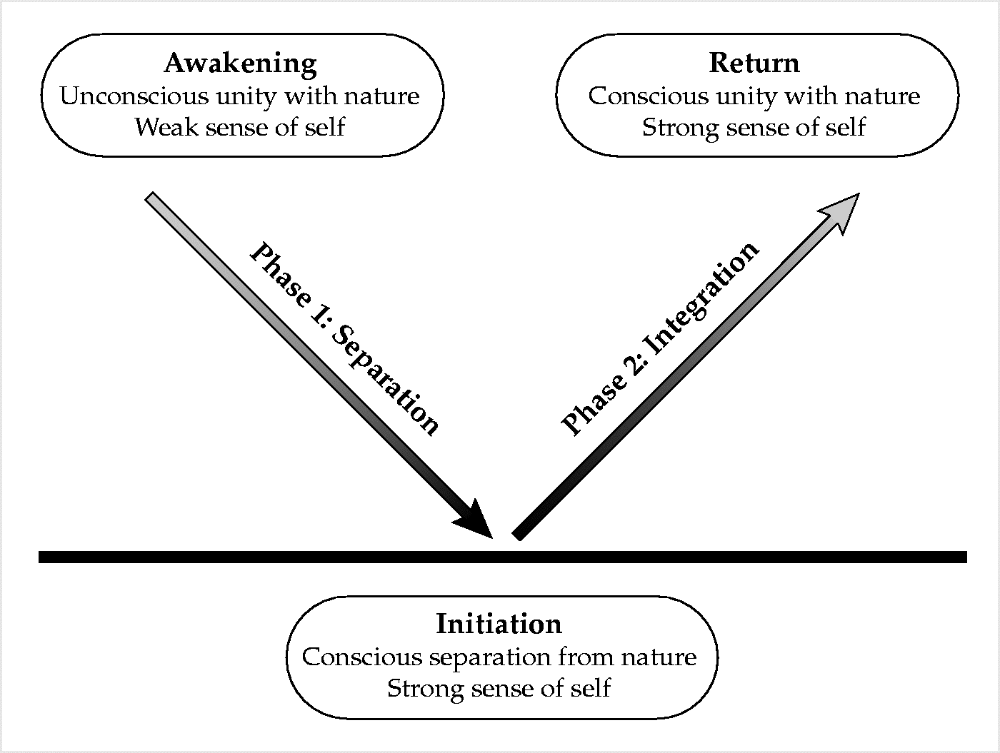 Awakening
Unconscious unity with nature
Weak sense of self
Return
Conscious unity with nature
Strong sense of self
Phase 1: Separation
Phase 2: Integration
Initiation
Conscious separation from nature
Strong sense of self